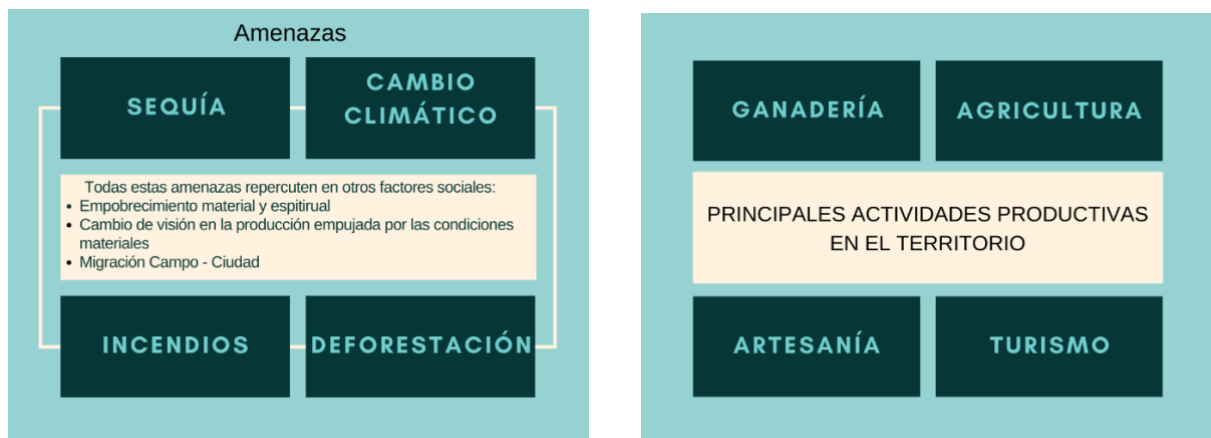 Amenazas
SEQUÍA
CAMBIO
CLIMÁTICO
Todas estas amenazas repercuten en otros factores sociales:
• Empobrecimiento material y espitirual
• Cambio de visión en la producción empujada por las condiciones
materiales
• Migración Campo - Ciudad
INCENDIOS
DEFORESTACIÓN
GANADERÍA
AGRICULTURA
PRINCIPALES ACTIVIDADES PRODUCTIVAS
EN EL TERRITORIO
ARTESANÍA
TURISMO